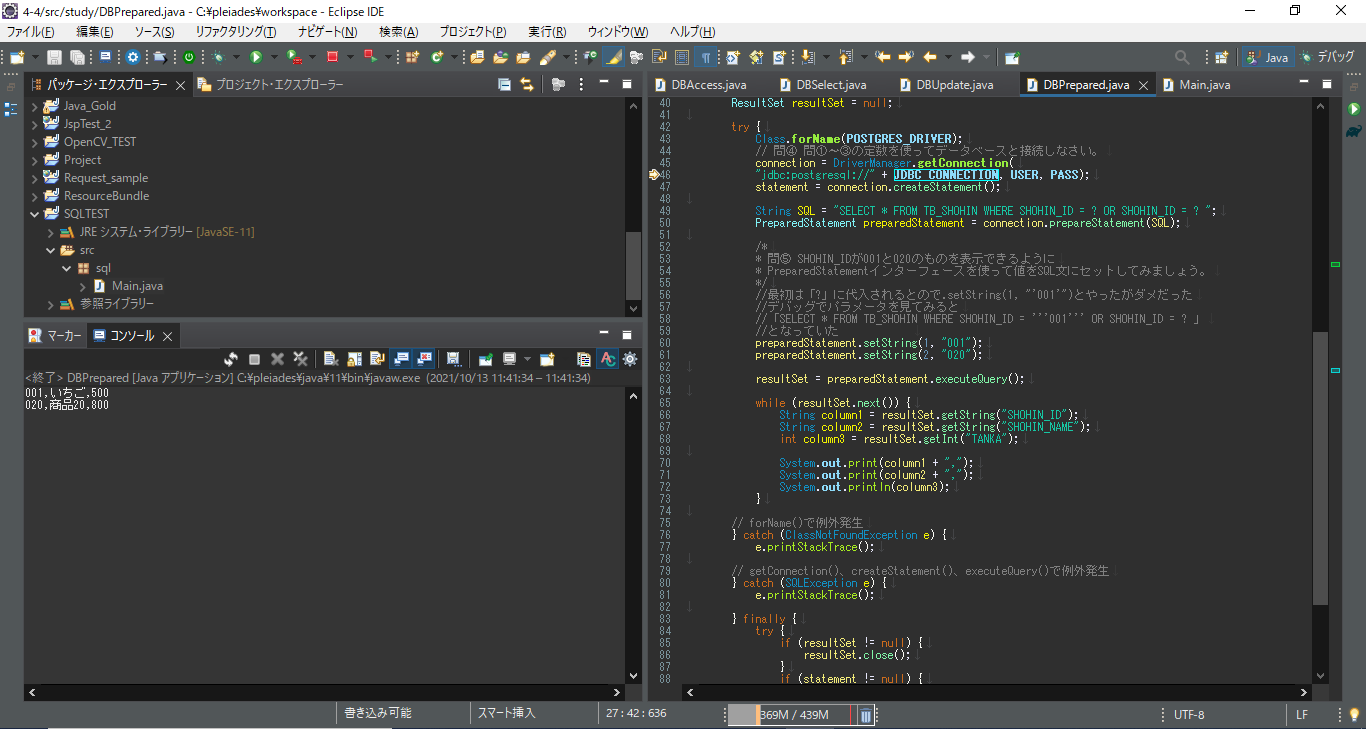 4-4/src/study/DBPrepared.java - C:¥pleiades¥workspace - Eclipse IDE
ファイル(F) 編集(E) ソース(S) リファクタリング(T) ナビゲート(N) 検索(A) プロジェクト(P) 実行(R) ウィンドウ(W) ヘルプ(H)
Java デバッグ
パッケージ・エクスプローラー プロジェクト・エクスプローラー
Java_Gold
JspTest_2
OpenCV_TEST
Project
Request_sample
ResourceBundle
SQLTEST
JRE システム・ライブラリー [JavaSE-11]
src
sql
Main.java
参照ライブラリー
マーカー コンソール
<終了> DBPrepared [Java アプリケーション] C:¥pleiades¥java¥11¥bin¥javaw.exe (2021/10/13 11:41:34 – 11:41:34)
001,いちご,500
020,商品20,800
DBAccess.java DBSelect.java DBUpdate.java DBPrepared.java Main.java
40 ResultSet resultSet = null;
41
42 try {
43 Class.forName(POSTGRES_DRIVER);
44 // 問④ 問①～③の定数を使ってデータベースと接続しなさい。
45 connection = DriverManager.getConnection(
46 "jdbc:postgresql://" + JDBC_CONNECTION, USER, PASS);
47 statement = connection.createStatement();
48
49 String SQL = "SELECT * FROM TB_SHOHIN WHERE SHOHIN_ID = ? OR SHOHIN_ID = ? ";
50 PreparedStatement preparedStatement = connection.prepareStatement(SQL);
51
52 /*
53 * 問⑤ SHOHIN_IDが001と020のものを表示できるように
54 * PreparedStatementインターフェースを使って値をSQL文にセットしてみましょう。
55 */
56 //最初は「?」に代入されるとので.setString(1, "'001'")とやったがダメだった
57 //デバッグでパラメータを見てみると
58 //「SELECT * FROM TB_SHOHIN WHERE SHOHIN_ID = '''001''' OR SHOHIN_ID = ? 」
59 //となっていた
60 preparedStatement.setString(1, "001");
61 preparedStatement.setString(2, "020");
62
63 resultSet = preparedStatement.executeQuery();
64
65 while (resultSet.next()) {
66 String column1 = resultSet.getString("SHOHIN_ID");
67 String column2 = resultSet.getString("SHOHIN_NAME");
68 int column3 = resultSet.getInt("TANKA");
69
70 System.out.print(column1 + ",");
71 System.out.print(column2 + ",");
72 System.out.println(column3);
73 }
74
75 // forName()で例外発生
76 } catch (ClassNotFoundException e) {
77 e.printStackTrace();
78
79 // getConnection()、createStatement()、executeQuery()で例外発生
80 } catch (SQLException e) {
81 e.printStackTrace();
82
83 } finally {
84 try {
85 if (resultSet != null) {
86 resultSet.close();
87 }
88 if (statement != null) {
書き込み可能 スマート挿入 27 : 42 : 636 369M / 439M UTF-8 LF